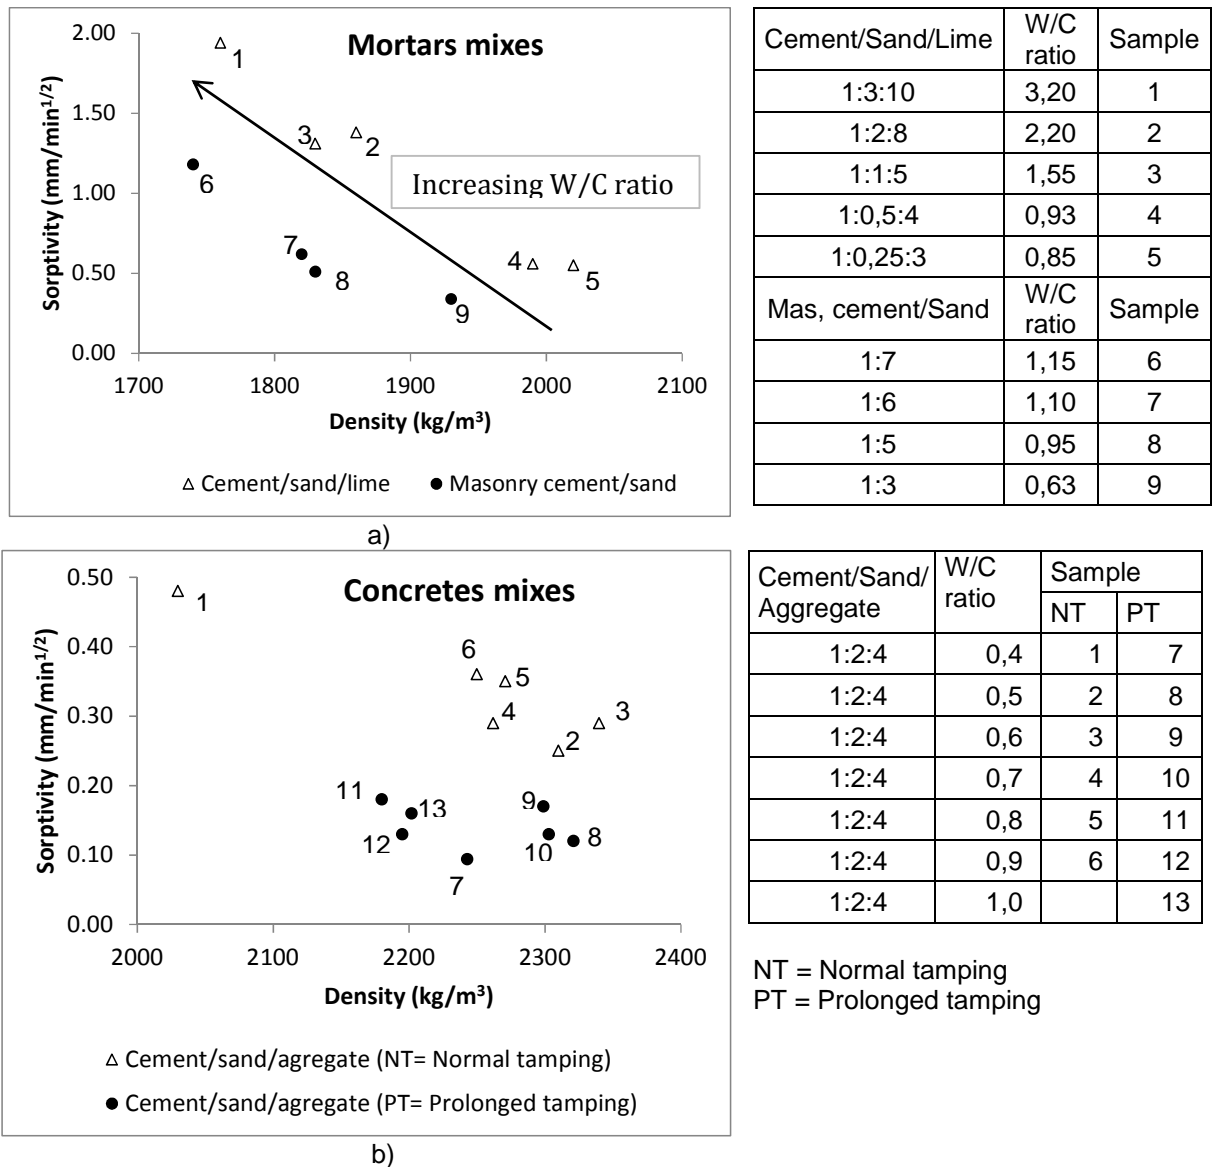 Mortars mixes
Sorptivity (mm/min1/2)
2.00
1.50
1.00
0.50
0.00
1700 1800 1900 2000 2100
Density (kg/m3)
1
2
3
4
5
6
7
8
9
Increasing W/C ratio
Cement/sand/lime Masonry cement/sand
a)
Cement/Sand/Lime W/C ratio Sample
1:3:10 3,20 1
1:2:8 2,20 2
1:1:5 1,55 3
1:0,5:4 0,93 4
1:0,25:3 0,85 5
Mas, cement/Sand W/C ratio Sample
1:7 1,15 6
1:6 1,10 7
1:5 0,95 8
1:3 0,63 9
Concretes mixes
Sorptivity (mm/min1/2)
0.50
0.40
0.30
0.20
0.10
0.00
2000 2100 2200 2300 2400
Density (kg/m3)
1
6
5
4
3
2
11
13
12
7
9
10
8
Cement/sand/agregate (NT= Normal tamping)
Cement/sand/agregate (PT= Prolonged tamping)
b)
Cement/Sand/ W/C Sample
Aggregate ratio NT PT
1:2:4 0,4 1 7
1:2:4 0,5 2 8
1:2:4 0,6 3 9
1:2:4 0,7 4 10
1:2:4 0,8 5 11
1:2:4 0,9 6 12
1:2:4 1,0 13
NT = Normal tamping
PT = Prolonged tamping